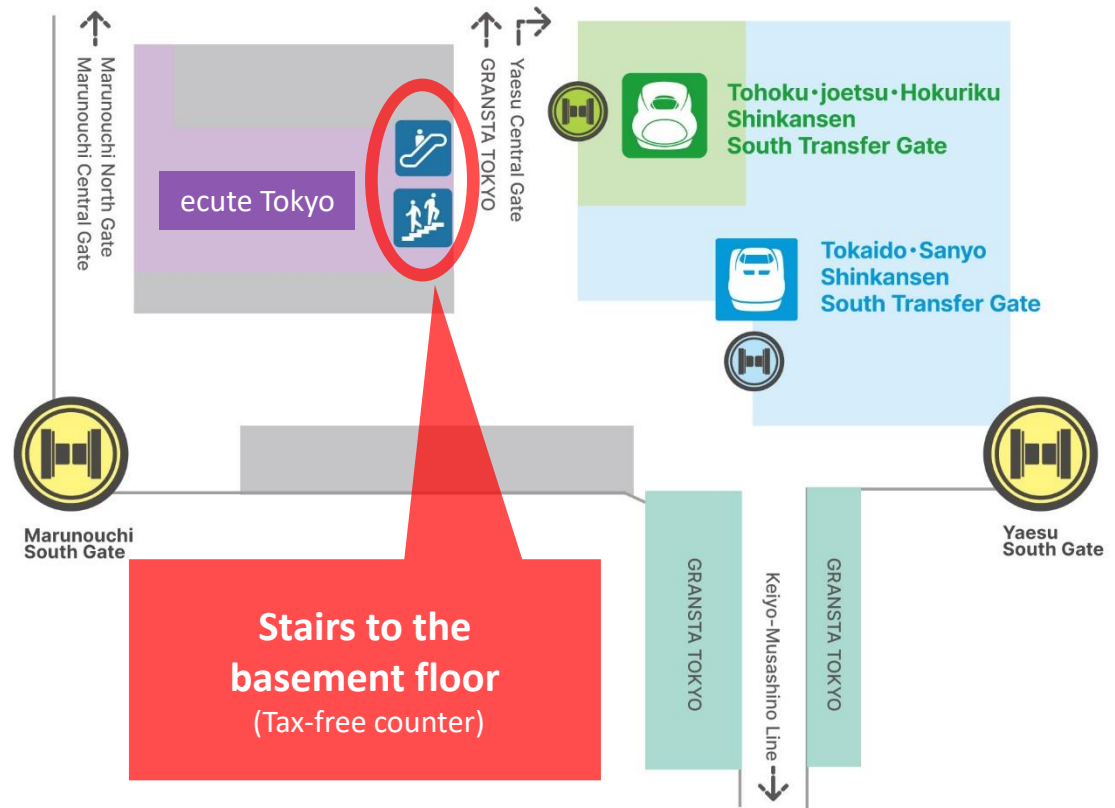 Marunouchi North Gate
Marunouchi Central Gate
ecute Tokyo
GRANSTA TOKYO
Yaesu Central Gate
Tohoku・joetsu・Hokuriku
Shinkansen
South Transfer Gate
Tokaido・Sanyo
Shinkansen
South Transfer Gate
Marunouchi
South Gate
Yaesu
South Gate
Stairs to the
basement floor
(Tax-free counter)
GRANSTA TOKYO
Keiyo-Musashino Line
GRANSTA TOKYO